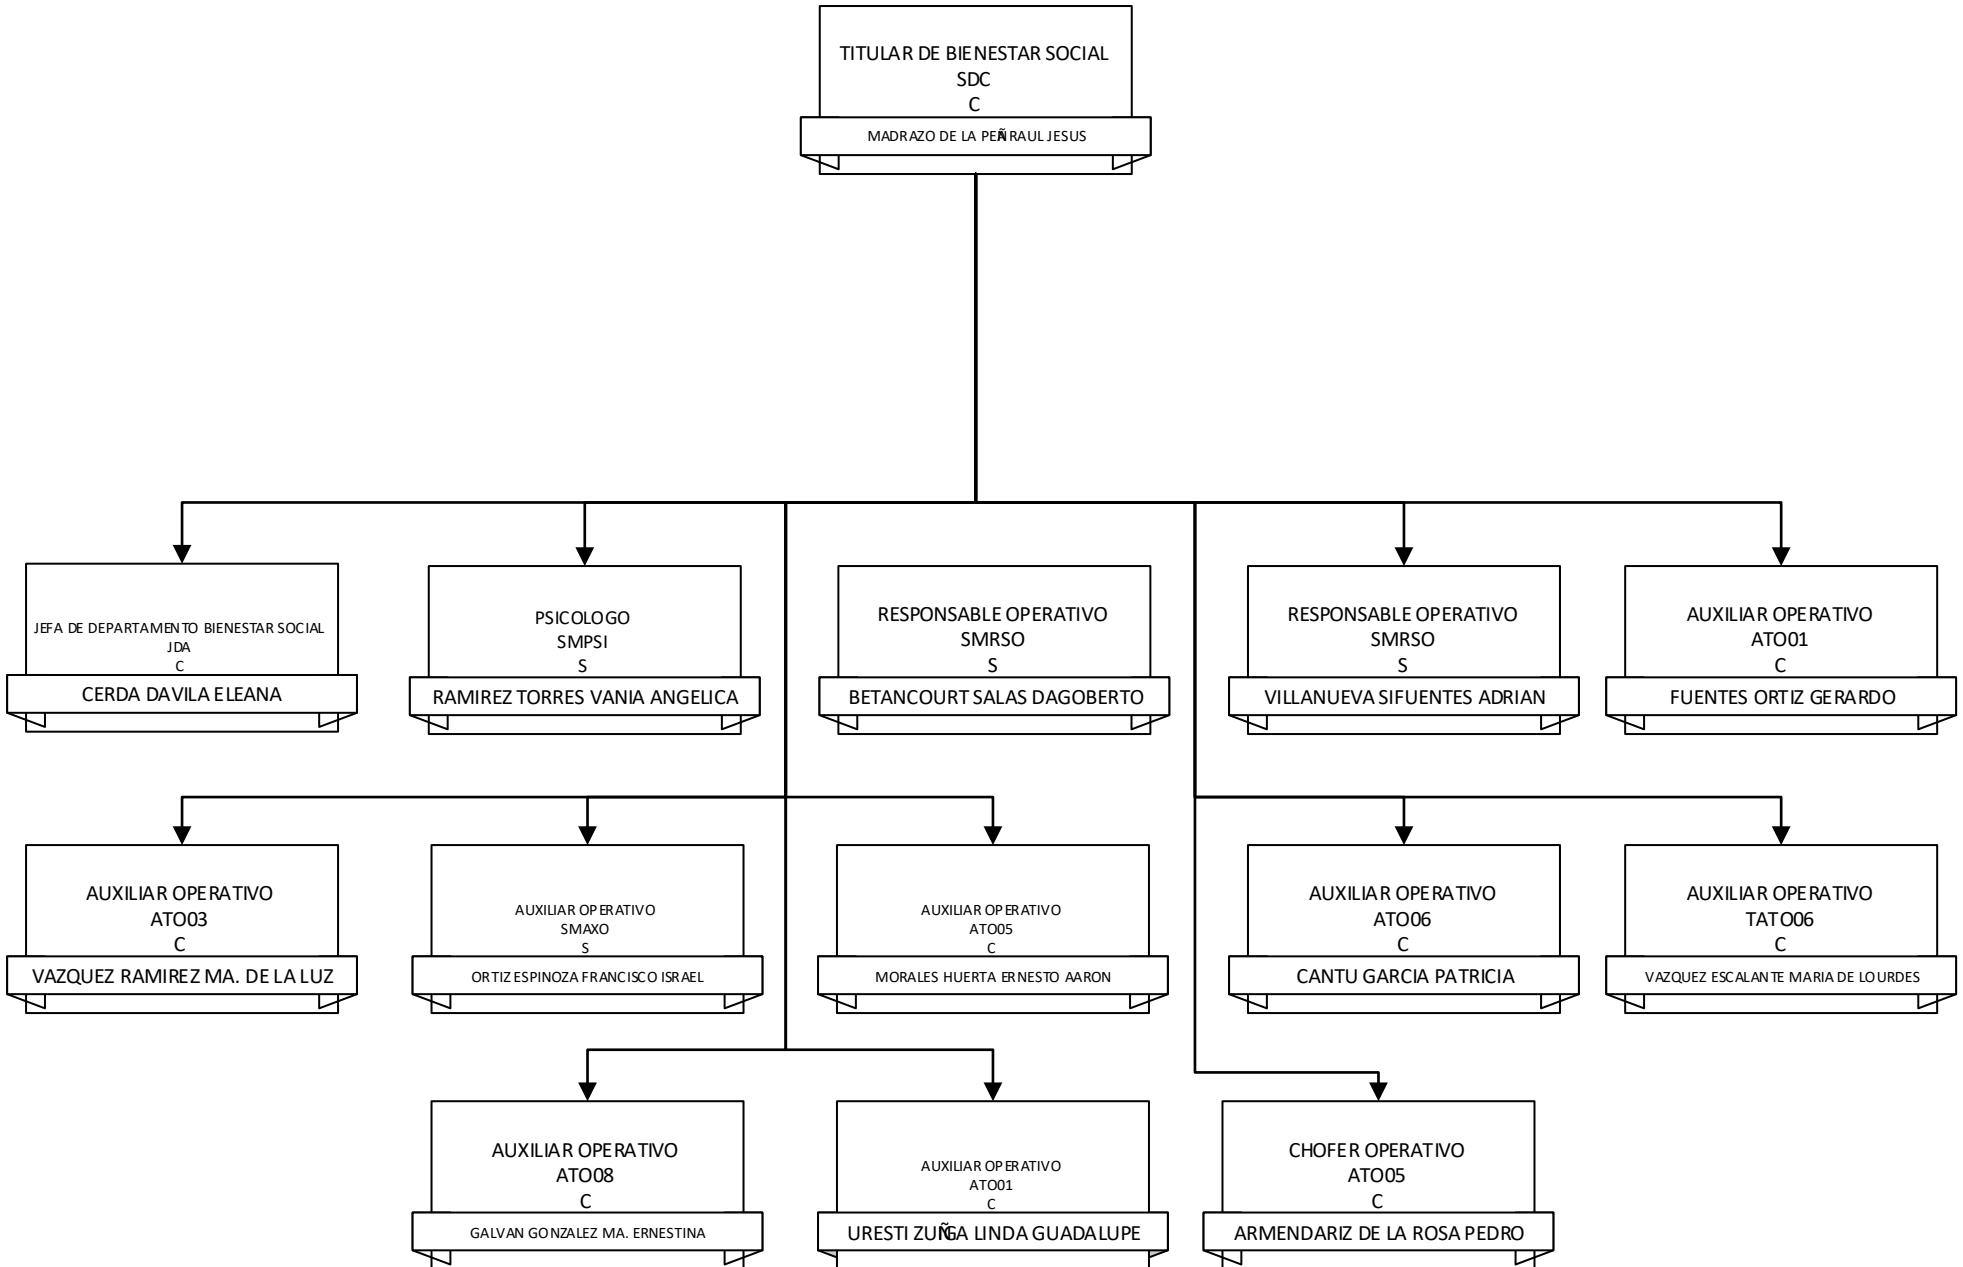 TITULAR DE BIENESTAR SOCIAL
SDC
C
MADRAZO DE LA PEÑA RAUL JESUS
JEFA DE DEPARTAMENTO BIENESTAR SOCIAL
JDA
C
CERDA DAVILA ELEANA
PSICOLOGO
SMPSI
S
RAMIREZ TORRES VANIA ANGELICA
RESPONSABLE OPERATIVO
SMRSO
S
BETANCOURT SALAS DAGOBERTO
RESPONSABLE OPERATIVO
SMRSO
S
VILLANUEVA SIFUENTES ADRIAN
AUXILIAR OPERATIVO
ATO01
C
FUENTES ORTIZ GERARDO
AUXILIAR OPERATIVO
ATO03
C
VAZQUEZ RAMIREZ MA. DE LA LUZ
AUXILIAR OPERATIVO
SMAXO
S
ORTIZ ESPINOZA FRANCISCO ISRAEL
AUXILIAR OPERATIVO
ATO05
C
MORALES HUERTA ERNESTO AARON
AUXILIAR OPERATIVO
ATO06
C
CANTU GARCIA PATRICIA
AUXILIAR OPERATIVO
TATO06
C
VAZQUEZ ESCALANTE MARIA DE LOURDES
AUXILIAR OPERATIVO
ATO08
C
GALVAN GONZALEZ MA. ERNESTINA
AUXILIAR OPERATIVO
ATO01
C
URESTI ZUÑIGA LINDA GUADALUPE
CHOFER OPERATIVO
ATO05
C
ARMENDARIZ DE LA ROSA PEDRO